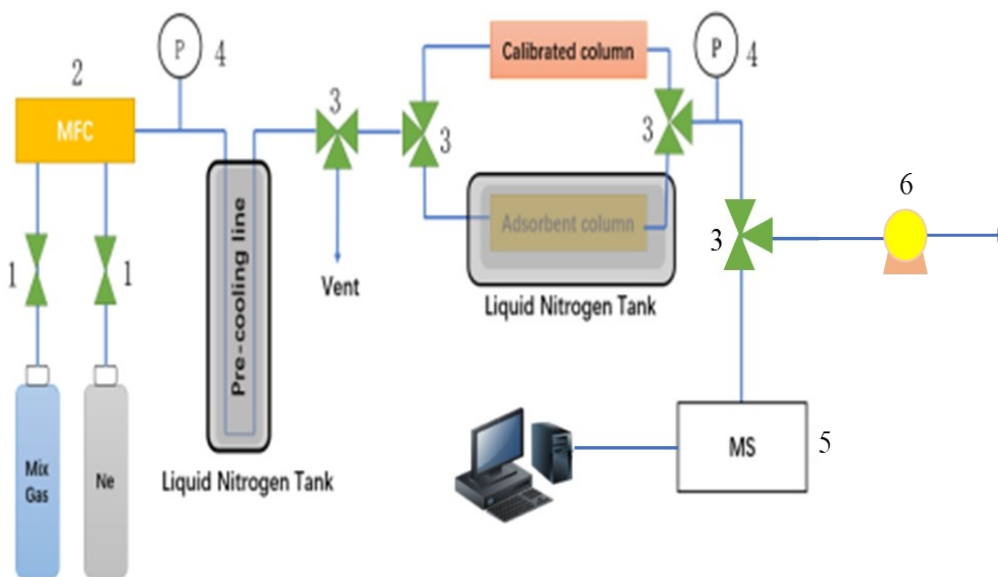 P
4
2
MFC
1
1
Mix
Gas
Ne
Pre-cooling line
Liquid Nitrogen Tank
3
Vent
3
Calibrated column
Adsorbent column
Liquid Nitrogen Tank
3
P
4
3
6
MS
5